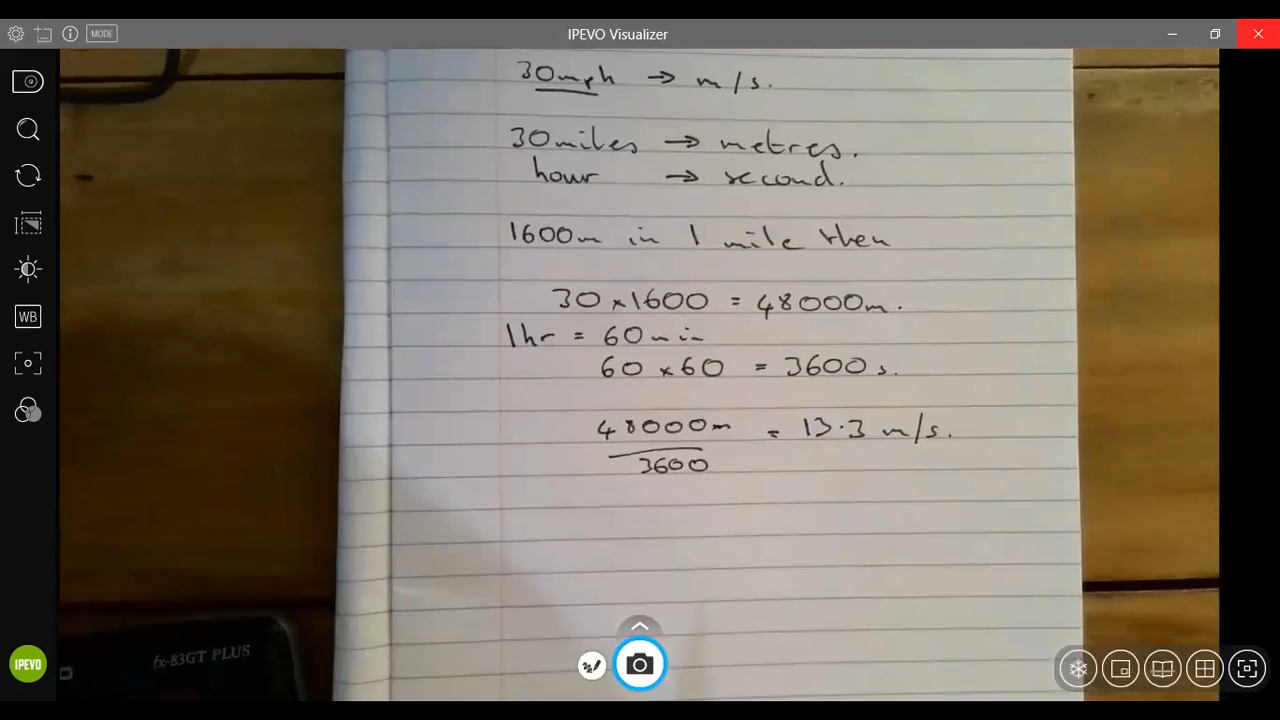 MODE
IPEVO Visualizer
30mph → m/s.
30miles → metres.
hour → second.
1600m in 1 mile then
30 × 1600 = 48000m.
1hr = 60min
60 × 60 = 3600s.
48000m = 13.3 m/s.
3600
WB
fx-83GT PLUS
IPEVO